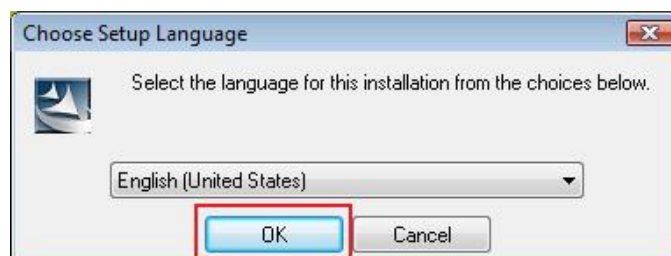 Choose Setup Language
Select the language for this installation from the choices below.
English (United States)
OK
Cancel